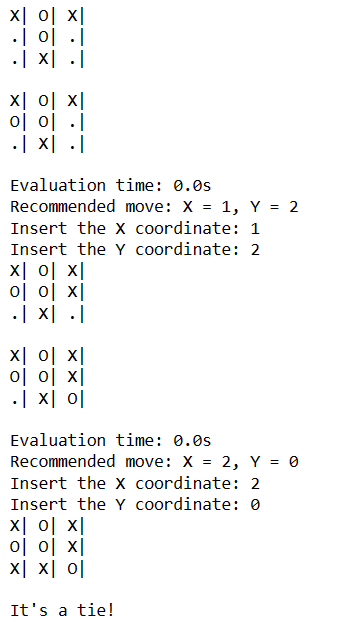 X| O| X|
.| O| .|
.| X| .|

X| O| X|
O| O| .|
.| X| .|

Evaluation time: 0.0s
Recommended move: X = 1, Y = 2
Insert the X coordinate: 1
Insert the Y coordinate: 2
X| O| X|
O| O| X|
.| X| .|

X| O| X|
O| O| X|
.| X| O|

Evaluation time: 0.0s
Recommended move: X = 2, Y = 0
Insert the X coordinate: 2
Insert the Y coordinate: 0
X| O| X|
O| O| X|
X| X| O|

It's a tie!